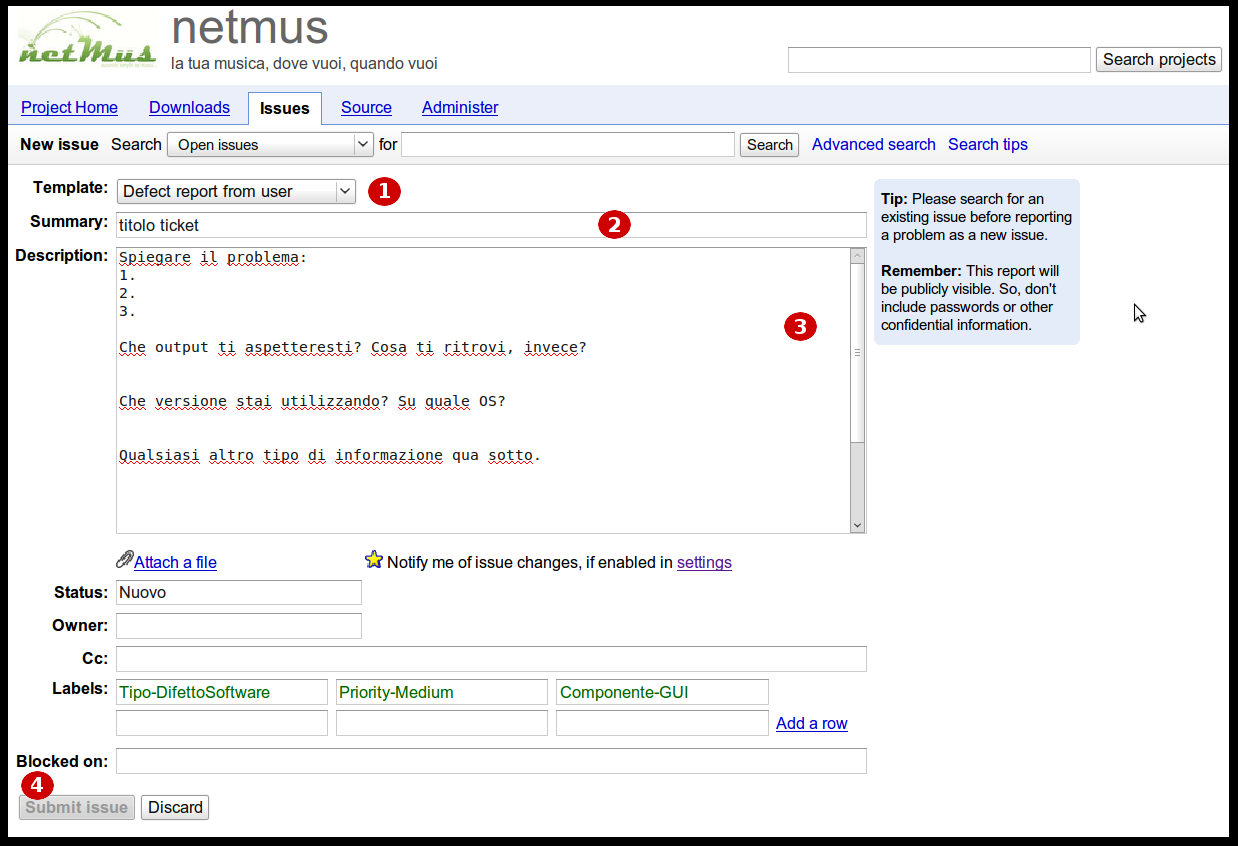 netMus
netmus
la tua musica, dove vuoi, quando vuoi
Search projects
Project Home Downloads Issues Source Administer
New issue Search Open issues for Search Advanced search Search tips
Template: Defect report from user 1
Summary: titolo ticket 2
Description: Spiegare il problema:
1.
2.
3.
3
Che output ti aspetteresti? Cosa ti ritrovi, invece?
Che versione stai utilizzando? Su quale OS?
Qualsiasi altro tipo di informazione qua sotto.
Tip: Please search for an
existing issue before reporting
a problem as a new issue.
Remember: This report will
be publicly visible. So, don't
include passwords or other
confidential information.
Attach a file Notify me of issue changes, if enabled in settings
Status: Nuovo
Owner:
Cc:
Labels: Tipo-DifettoSoftware Priority-Medium Componente-GUI
Add a row
Blocked on:
4
Submit issue Discard